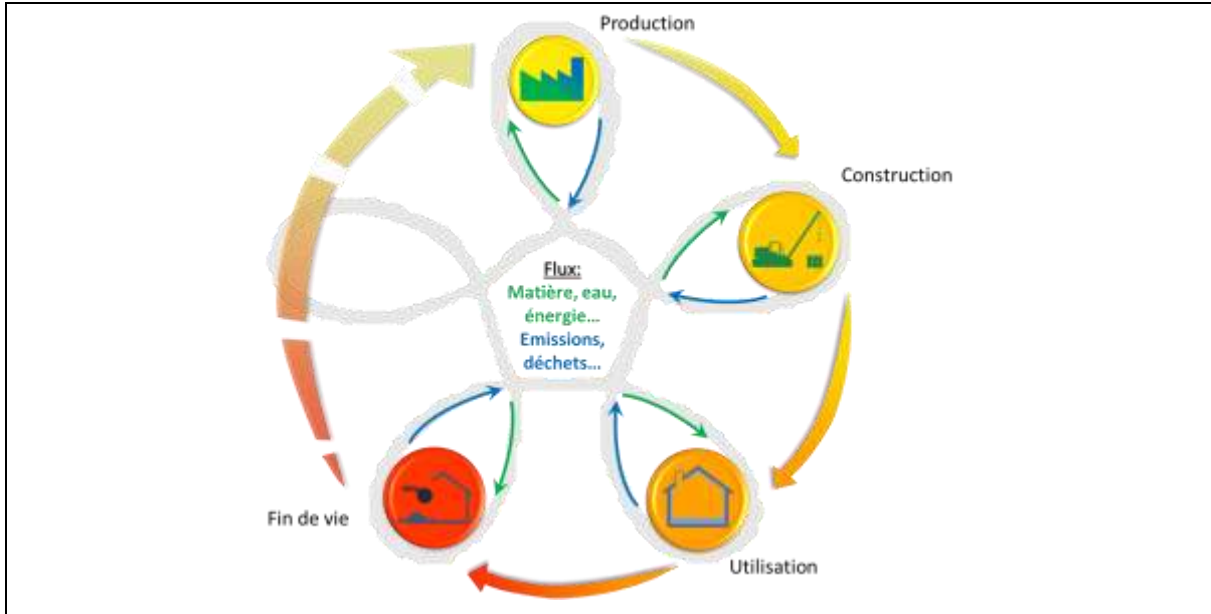 Production
Construction
Flux:
Matière, eau,
énergie...
Emissions,
déchets...
Fin de vie
Utilisation